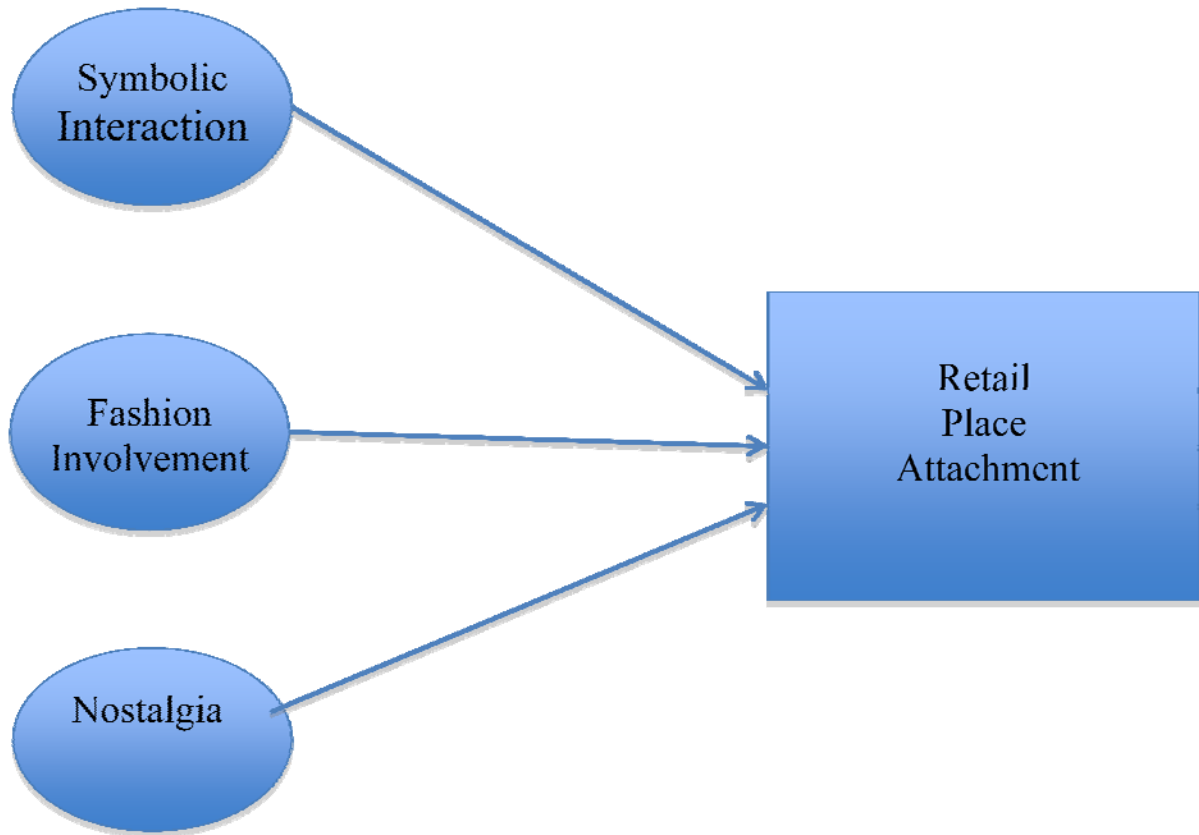 Symbolic
Interaction
Fashion
Involvement
Nostalgia
Retail
Place
Attachment